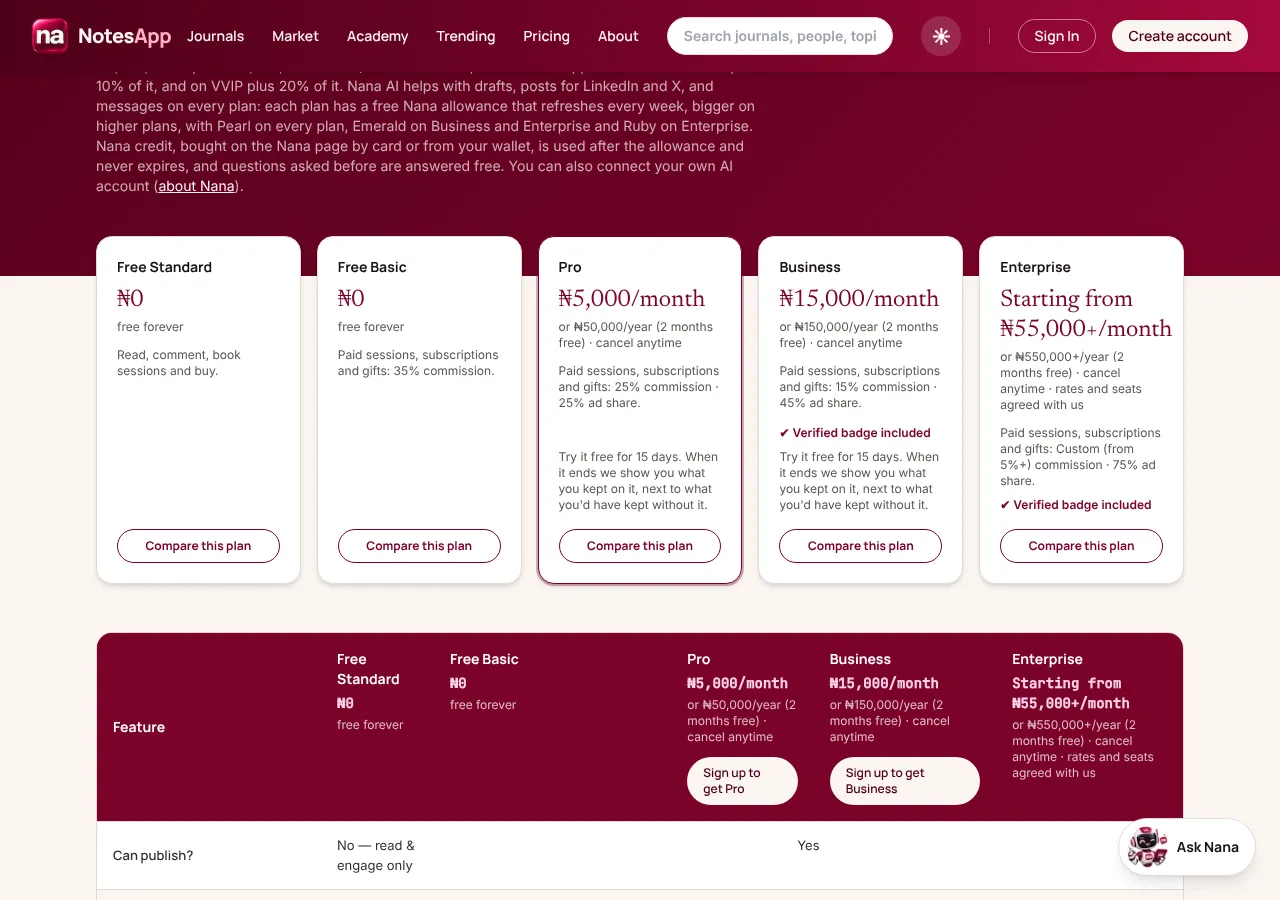 na NotesApp
Journals
Market
Academy
Trending
Pricing
About
Search journals, people, topi
Sign In
Create account
10% of it, and on VVIP plus 20% of it. Nana AI helps with drafts, posts for LinkedIn and X, and
messages on every plan: each plan has a free Nana allowance that refreshes every week, bigger on
higher plans, with Pearl on every plan, Emerald on Business and Enterprise and Ruby on Enterprise.
Nana credit, bought on the Nana page by card or from your wallet, is used after the allowance and
never expires, and questions asked before are answered free. You can also connect your own AI
account (about Nana).
Free Standard
₦0
free forever
Read, comment, book
sessions and buy.
Compare this plan
Free Basic
₦0
free forever
Paid sessions, subscriptions
and gifts: 35% commission.
Compare this plan
Pro
₦5,000/month
or ₦50,000/year (2 months
free) · cancel anytime
Paid sessions, subscriptions
and gifts: 25% commission ·
25% ad share.
Try it free for 15 days. When
it ends we show you what
you kept on it, next to what
you'd have kept without it.
Compare this plan
Business
₦15,000/month
or ₦150,000/year (2 months
free) · cancel anytime
Paid sessions, subscriptions
and gifts: 15% commission ·
45% ad share.
✔ Verified badge included
Try it free for 15 days. When
it ends we show you what
you kept on it, next to what
you'd have kept without it.
Compare this plan
Enterprise
Starting from
₦55,000+/month
or ₦550,000+/year (2
months free) · cancel
anytime · rates and seats
agreed with us
Paid sessions, subscriptions
and gifts: Custom (from
5%+) commission · 75% ad
share.
✔ Verified badge included
Compare this plan
Feature
Free
Standard
₦0
free forever
Free Basic
₦0
free forever
Pro
₦5,000/month
or ₦50,000/year (2
months free) ·
cancel anytime
Sign up to
get Pro
Business
₦15,000/month
or ₦150,000/year (2
months free) · cancel
anytime
Sign up to get
Business
Enterprise
Starting from
₦55,000+/month
or ₦550,000+/year (2
months free) · cancel
anytime · rates and seats
agreed with us
Can publish?
No — read &
engage only
Yes
Ask Nana